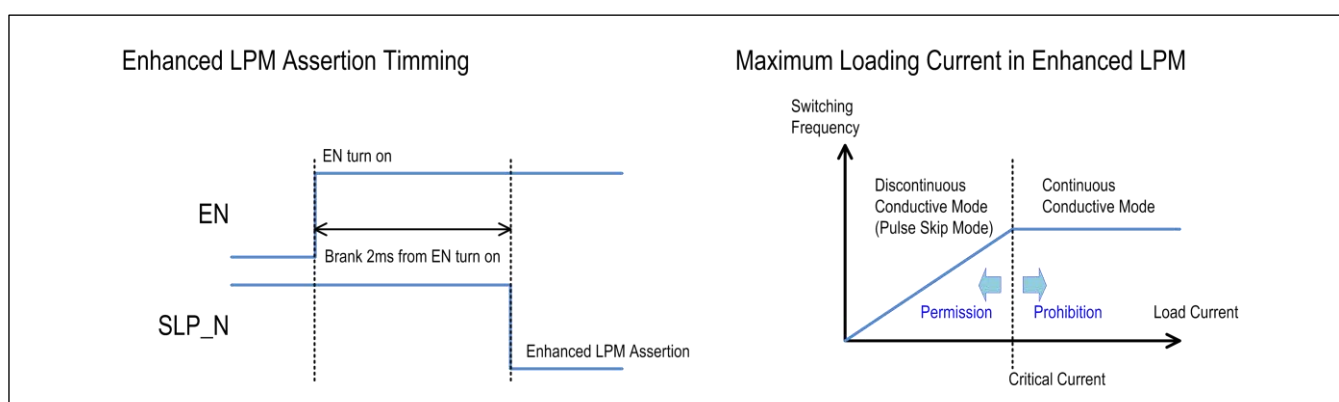 Enhanced LPM Assertion Timming
EN turn on
EN
Brank 2ms from EN turn on
SLP_N
Enhanced LPM Assertion
Maximum Loading Current in Enhanced LPM
Switching
Frequency
Discontinuous
Conductive Mode
(Pulse Skip Mode)
Continuous
Conductive Mode
Permission
Prohibition
Load Current
Critical Current